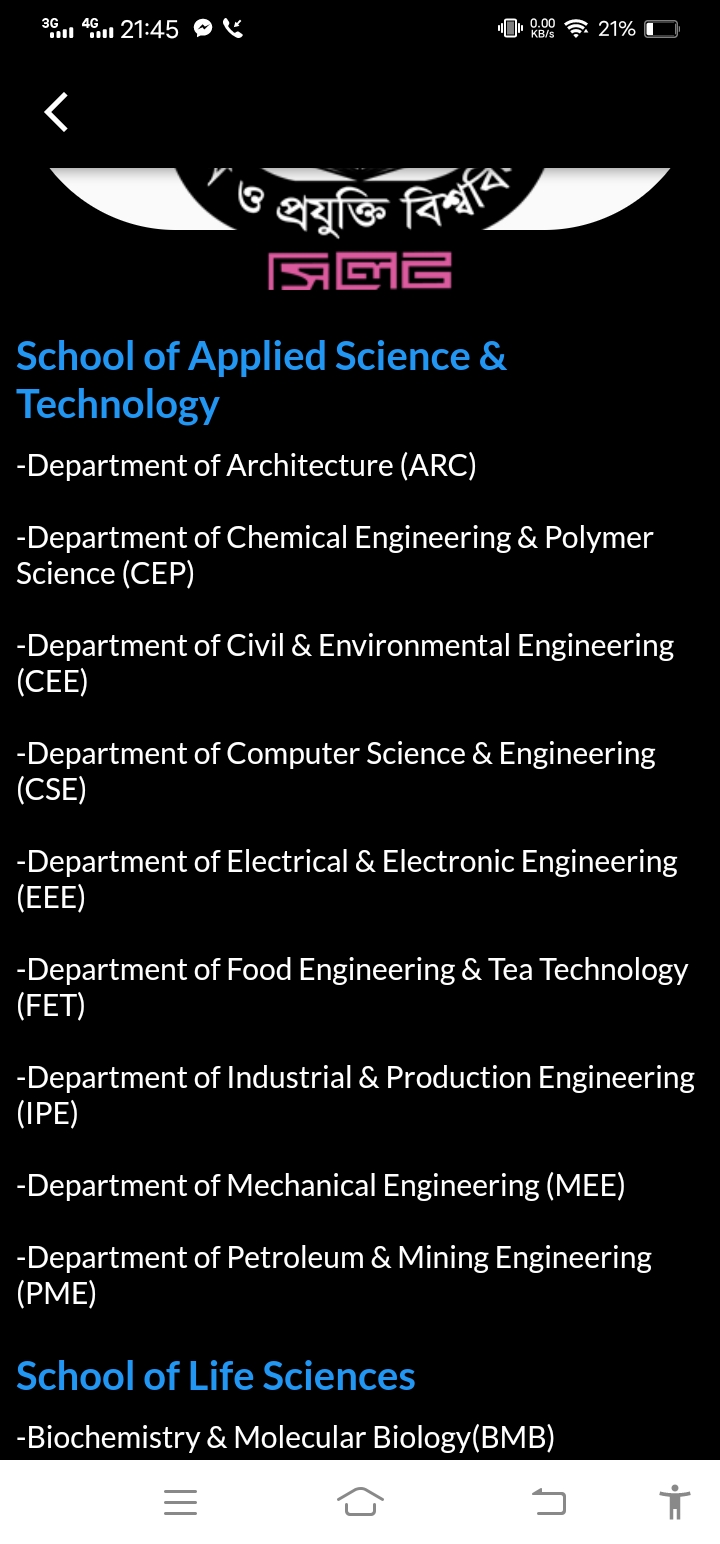 3G 4G 21:45 0.00 KB/s 21%
ও প্রযুক্তি বিশ্ববি
সিলেট
School of Applied Science &
Technology
-Department of Architecture (ARC)
-Department of Chemical Engineering & Polymer
Science (CEP)
-Department of Civil & Environmental Engineering
(CEE)
-Department of Computer Science & Engineering
(CSE)
-Department of Electrical & Electronic Engineering
(EEE)
-Department of Food Engineering & Tea Technology
(FET)
-Department of Industrial & Production Engineering
(IPE)
-Department of Mechanical Engineering (MEE)
-Department of Petroleum & Mining Engineering
(PME)
School of Life Sciences
-Biochemistry & Molecular Biology(BMB)